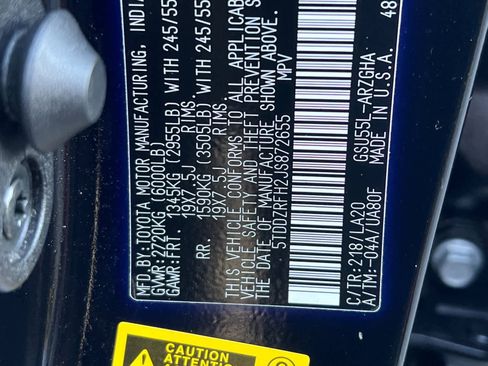 MFD. BY: TOYOTA MOTOR MANUFACTURING, INDI
GVWR: 2720KG (6000LB)
GAWR: FRT. 1345KG (2955LB) WITH 245/55
19X7.5J RIMS,
RR. 1590KG (3505LB) WITH 245/55
19X7.5J RIMS,
THIS VEHICLE CONFORMS TO ALL APPLICAB
VEHICLE SAFETY AND THEFT PREVENTION S
THE DATE OF MANUFACTURE SHOWN ABOVE.
5TDDZRFH2JS872655 MPV
C/TR: 218/LA20 GSU55L-ARZGHA
A/TM: -04A/UA80F MADE IN U.S.A. 48
CAUTION
ATTENTION